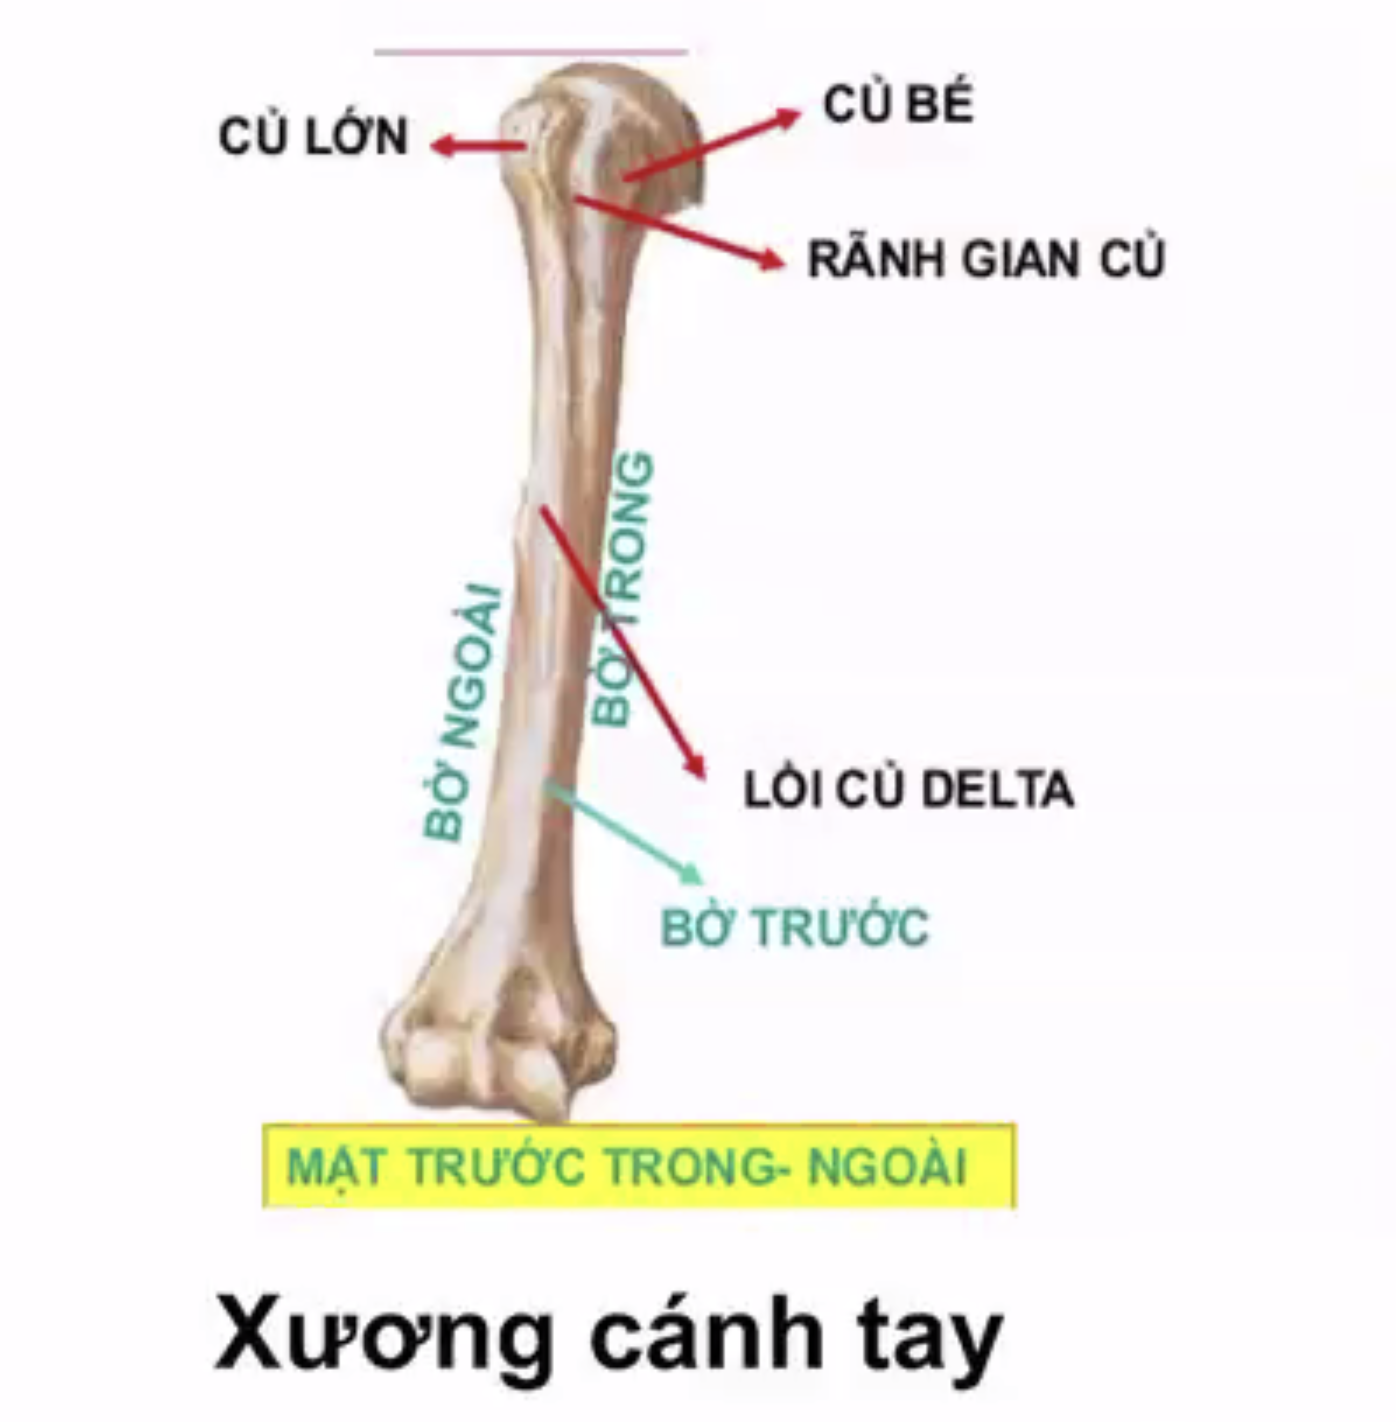 CỦ BÉ
CỦ LỚN
RÃNH GIAN CỦ
BỜ TRONG
BỜ NGOÀI
LỒI CỦ DELTA
BỜ TRƯỚC
MẶT TRƯỚC TRONG- NGOÀI
Xương cánh tay